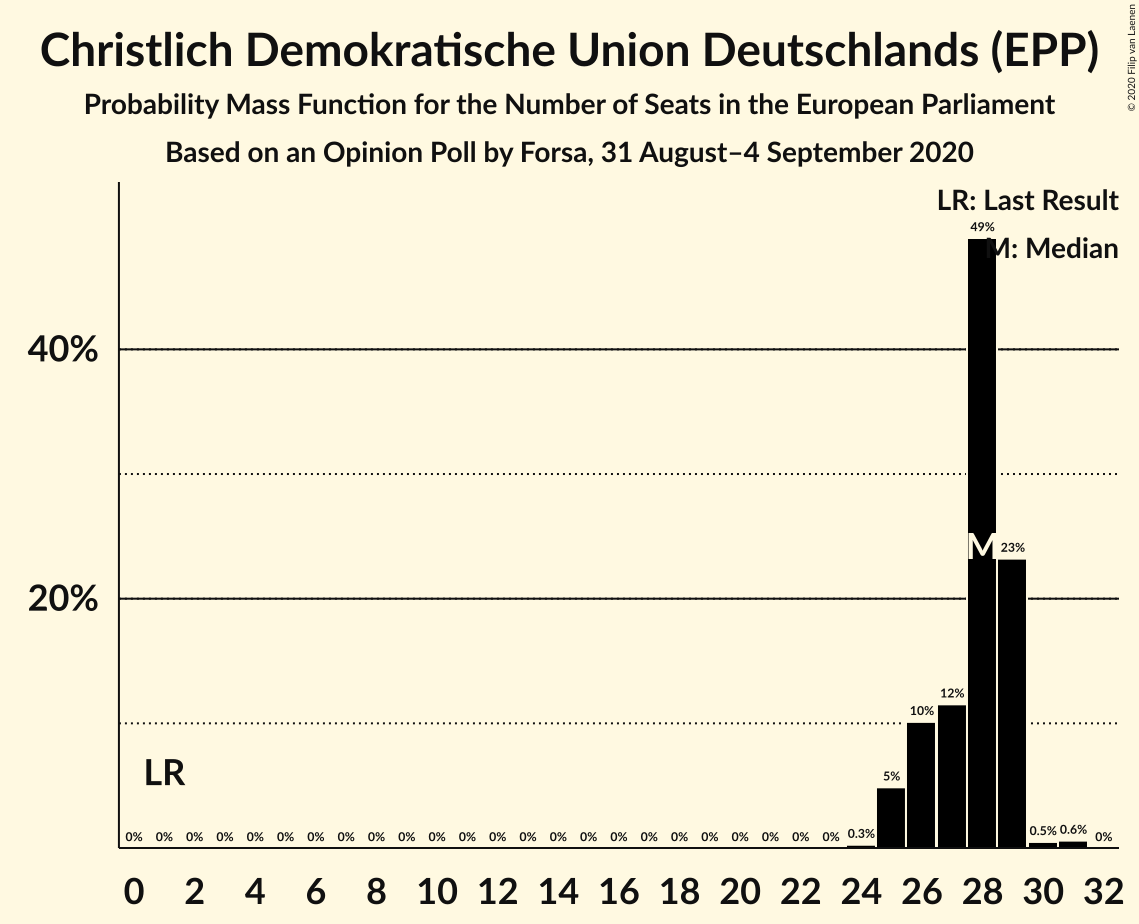 Christlich Demokratische Union Deutschlands (EPP)
Probability Mass Function for the Number of Seats in the European Parliament
Based on an Opinion Poll by Forsa, 31 August–4 September 2020
© 2020 Filip van Laenen
LR: Last Result
M: Median
49%
40%
M
23%
20%
12%
10%
5%
LR
0% 0% 0% 0% 0% 0% 0% 0% 0% 0% 0% 0% 0% 0% 0% 0% 0% 0% 0% 0% 0% 0% 0% 0% 0.3% 0.5% 0.6% 0%
0 2 4 6 8 10 12 14 16 18 20 22 24 26 28 30 32